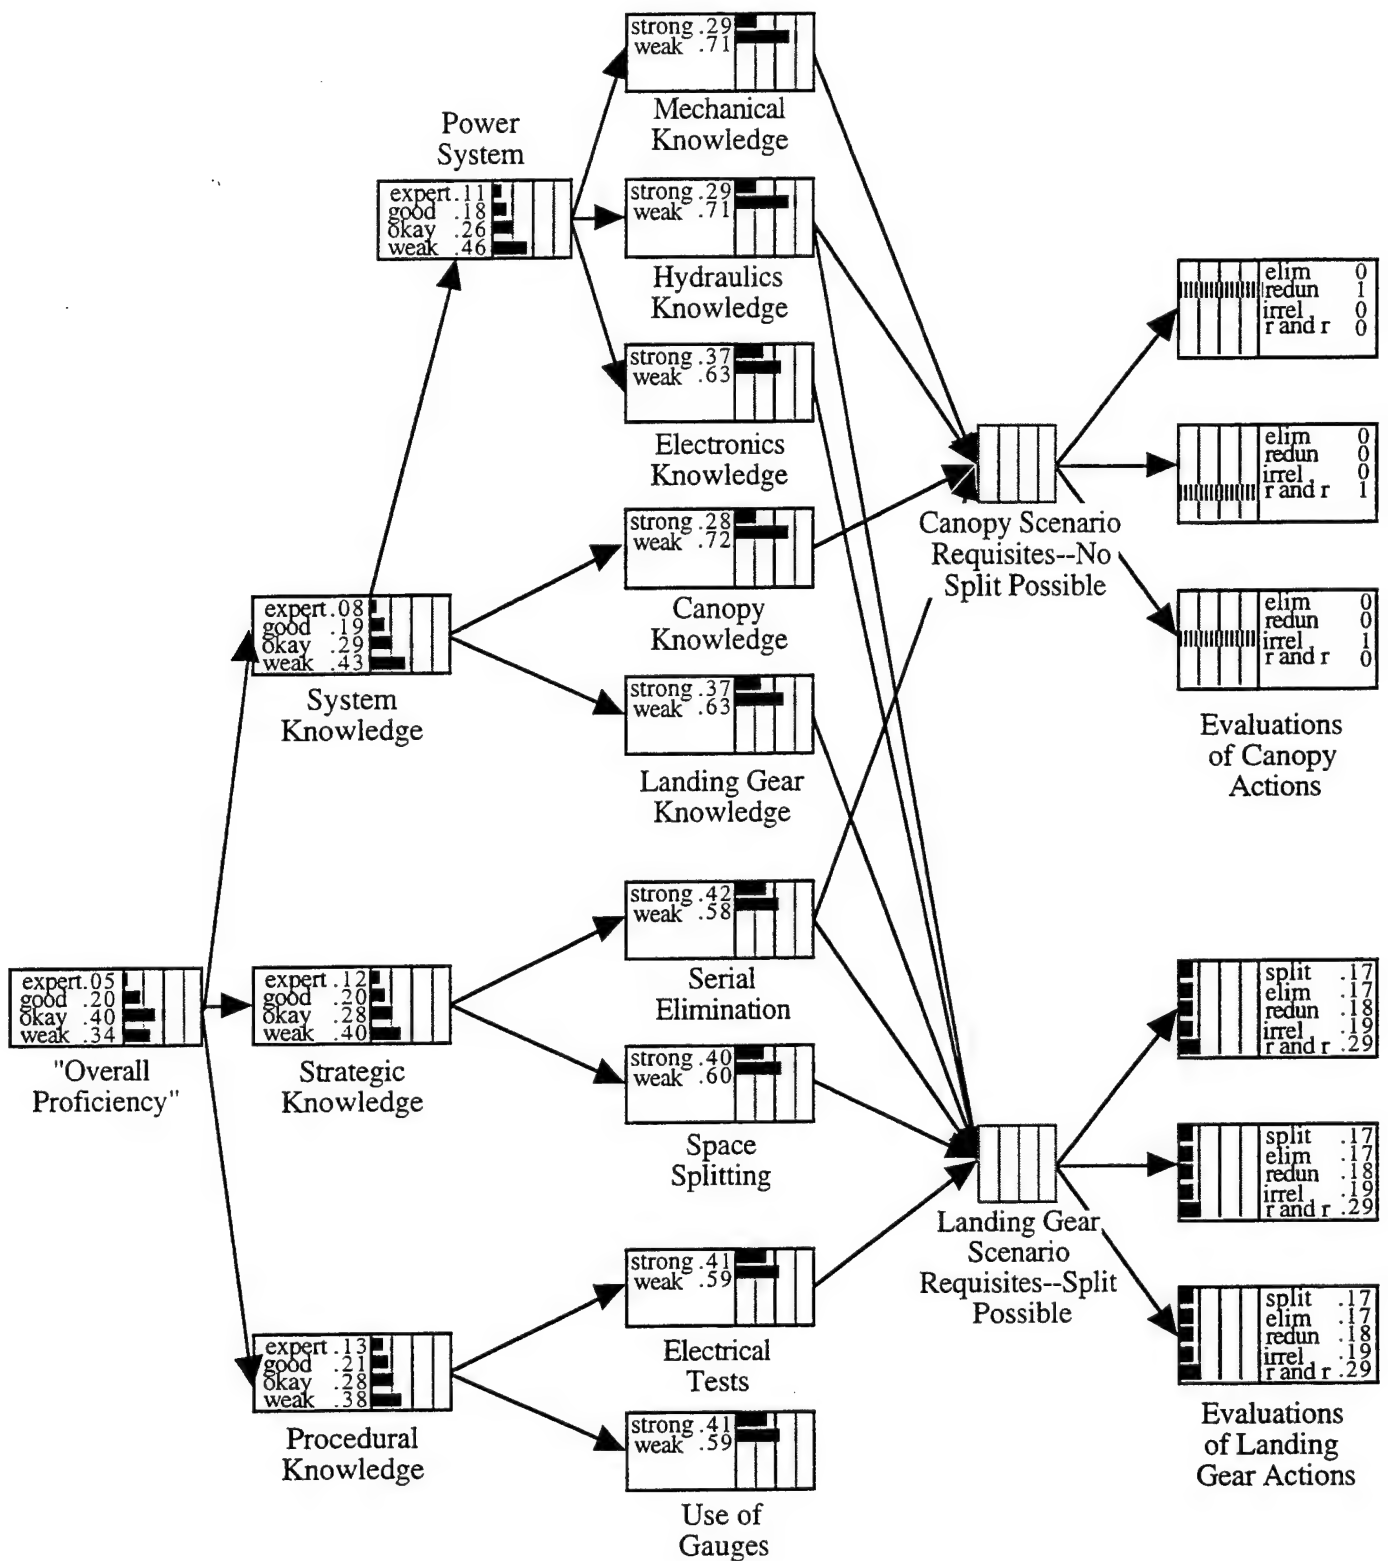 strong .29
weak .71
Mechanical
Knowledge
Power
System
expert .11
good .18
okay .26
weak .46
strong .29
weak .71
Hydraulics
Knowledge
strong .37
weak .63
Electronics
Knowledge
strong .28
weak .72
Canopy
Knowledge
expert .08
good .19
okay .29
weak .43
System
Knowledge
strong .37
weak .63
Landing Gear
Knowledge
strong .42
weak .58
Serial
Elimination
expert .05
good .20
okay .40
weak .34
"Overall
Proficiency"
expert .12
good .20
okay .28
weak .40
Strategic
Knowledge
strong .40
weak .60
Space
Splitting
strong .41
weak .59
Electrical
Tests
expert .13
good .21
okay .28
weak .38
Procedural
Knowledge
strong .41
weak .59
Use of
Gauges
Canopy Scenario
Requisites--No
Split Possible
Landing Gear
Scenario
Requisites--Split
Possible
elim 0
redun 1
irrel 0
r and r 0
elim 0
redun 0
irrel 0
r and r 1
elim 0
redun 0
irrel 1
r and r 0
Evaluations
of Canopy
Actions
split .17
elim .17
redun .18
irrel .19
r and r .29
split .17
elim .17
redun .18
irrel .19
r and r .29
split .17
elim .17
redun .18
irrel .19
r and r .29
Evaluations
of Landing
Gear Actions